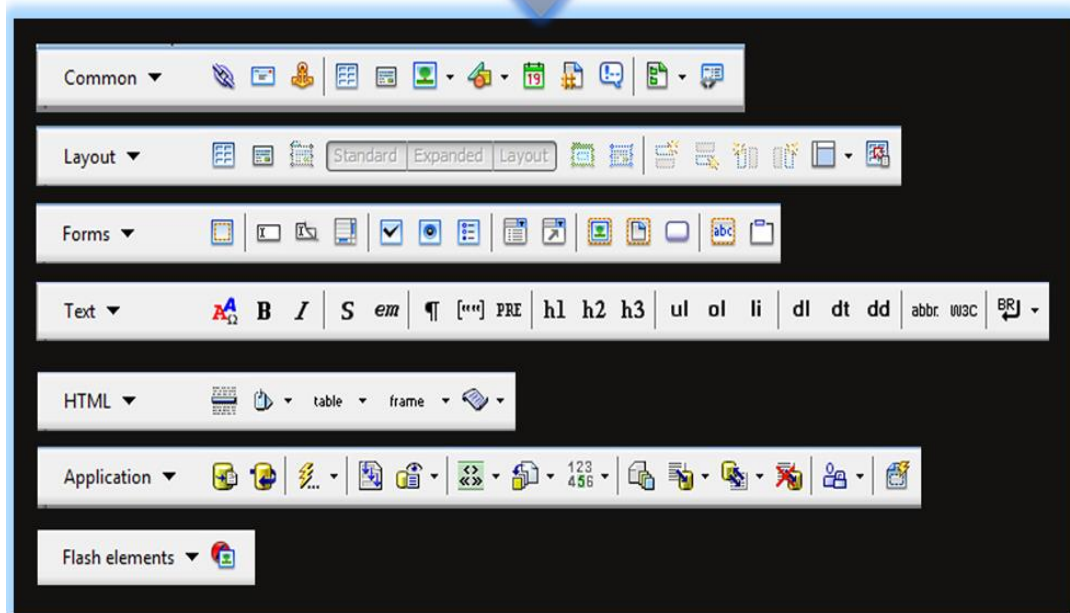 Common
19
Layout Standard Expanded Layout
Forms abc
Text B I S em ¶ [““] PRE h1 h2 h3 ul ol li dl dt dd abbr. W3C BR
HTML table frame
Application 123
456
Flash elements